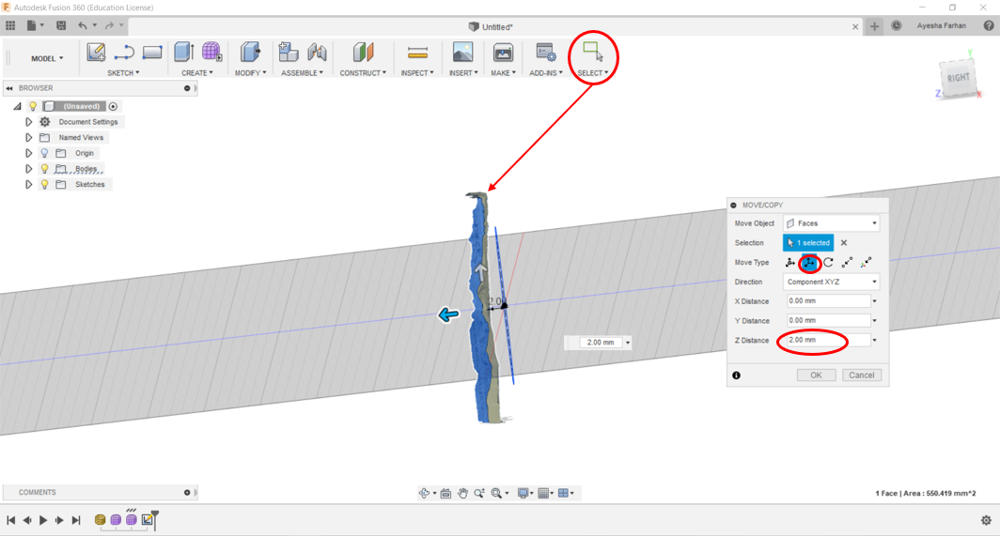 Autodesk Fusion 360 (Education License)
Untitled*
Ayesha Farhan
MODEL
SKETCH
CREATE
MODIFY
ASSEMBLE
CONSTRUCT
INSPECT
INSERT
MAKE
ADD-INS
SELECT
BROWSER
(Unsaved)
Document Settings
Named Views
Origin
Bodies
Sketches
Y
RIGHT
Z
X
2.00
2.00 mm
MOVE/COPY
Move Object Faces
Selection 1 selected
Move Type
Direction Component XYZ
X Distance 0.00 mm
Y Distance 0.00 mm
Z Distance 2.00 mm
OK Cancel
COMMENTS
1 Face | Area : 550.419 mm^2